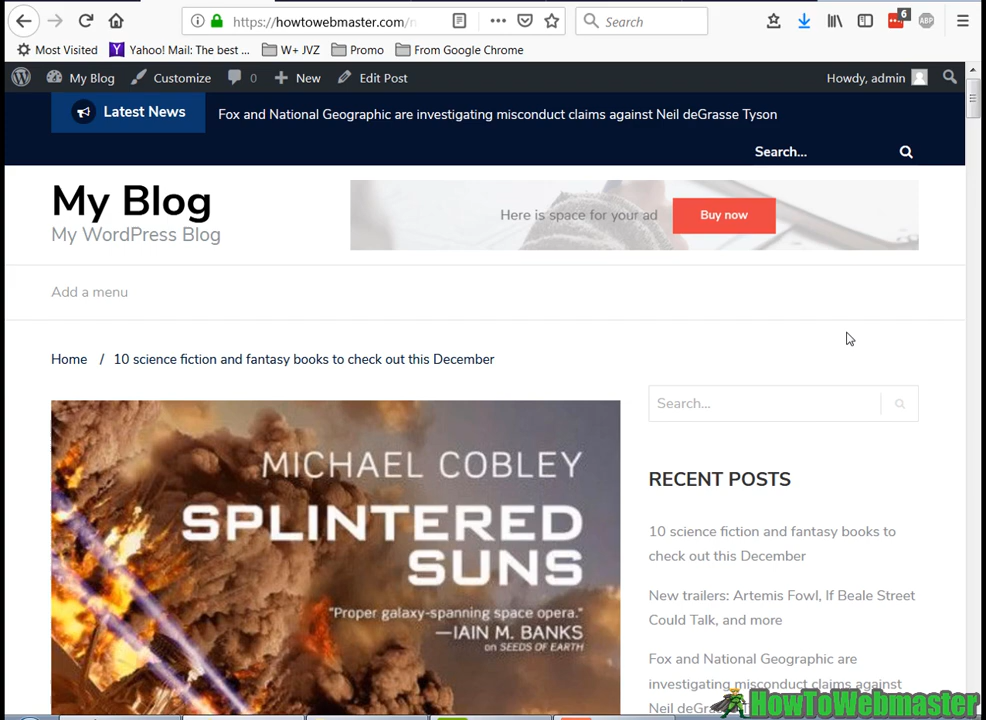 https://howtowebmaster.com/n
Search
6
ABP
Most Visited
Yahoo! Mail: The best ...
W+ JVZ
Promo
From Google Chrome
My Blog
Customize
0
New
Edit Post
Howdy, admin
Latest News
Fox and National Geographic are investigating misconduct claims against Neil deGrasse Tyson
Search...
My Blog
My WordPress Blog
Here is space for your ad
Buy now
Add a menu
Home / 10 science fiction and fantasy books to check out this December
MICHAEL COBLEY
SPLINTERED
SUNS
"Proper galaxy-spanning space opera."
—IAIN M. BANKS
on SEEDS OF EARTH
Search...
RECENT POSTS
10 science fiction and fantasy books to
check out this December
New trailers: Artemis Fowl, If Beale Street
Could Talk, and more
Fox and National Geographic are
investigating misconduct claims against
Neil deG
HowToWebmaster